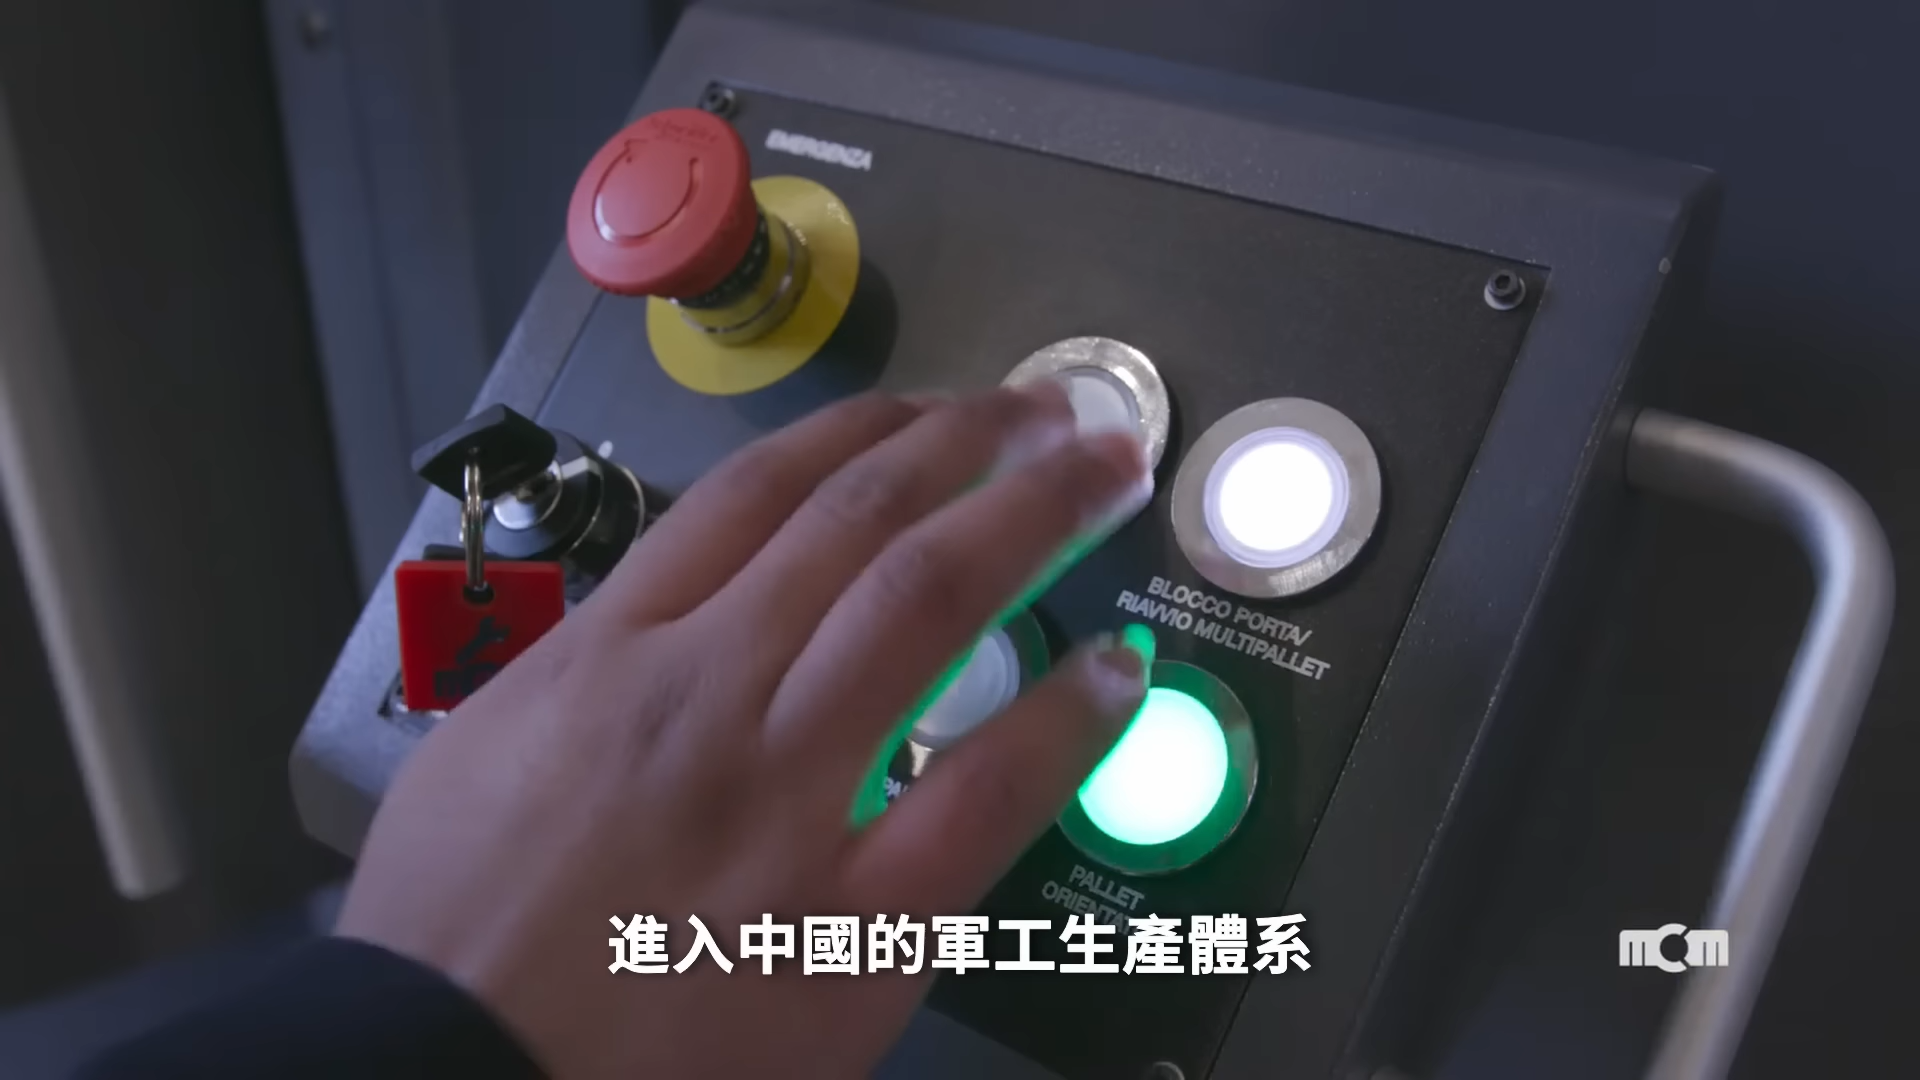 EMERGENZA
BLOCCO PORTA/
RIAVVIO MULTIPALLET
PALLET
進入中國的軍工生產體系
mcm